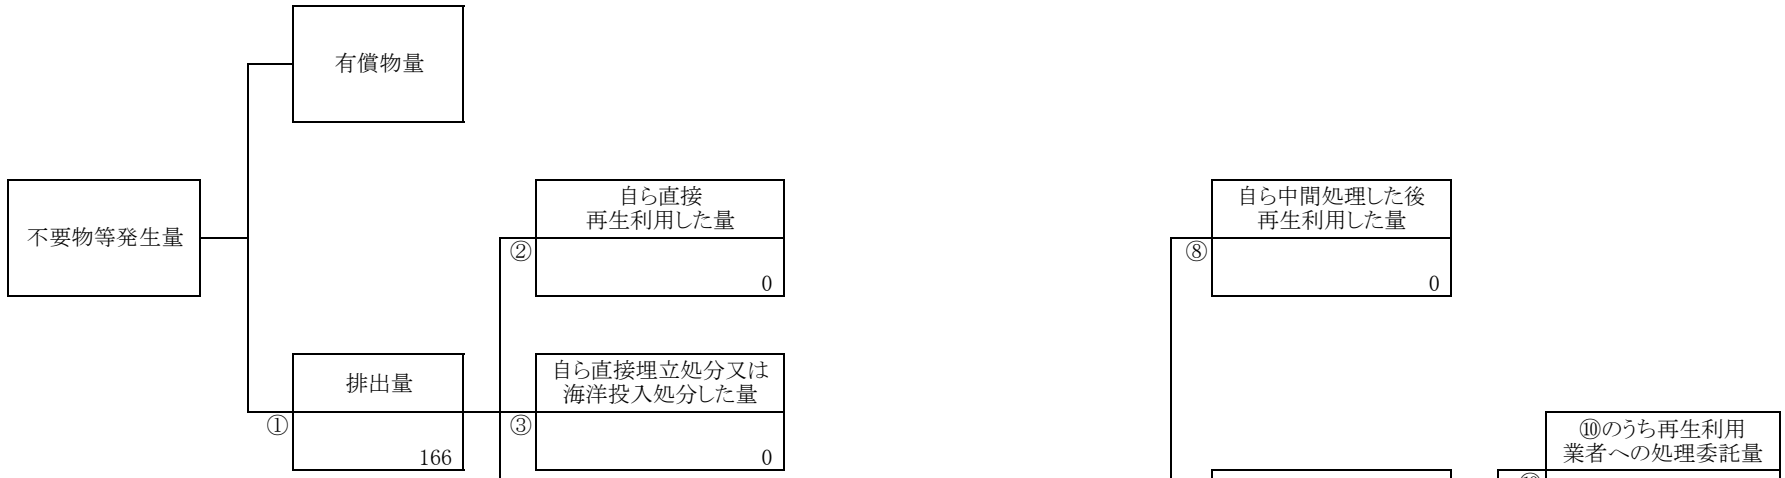 有償物量
不要物等発生量
自ら直接
再生利用した量
②
0
自ら中間処理した後
再生利用した量
⑧
0
排出量
①
166
自ら直接埋立処分又は
海洋投入処分した量
③
0
⑩のうち再生利用
業者への処理委託量